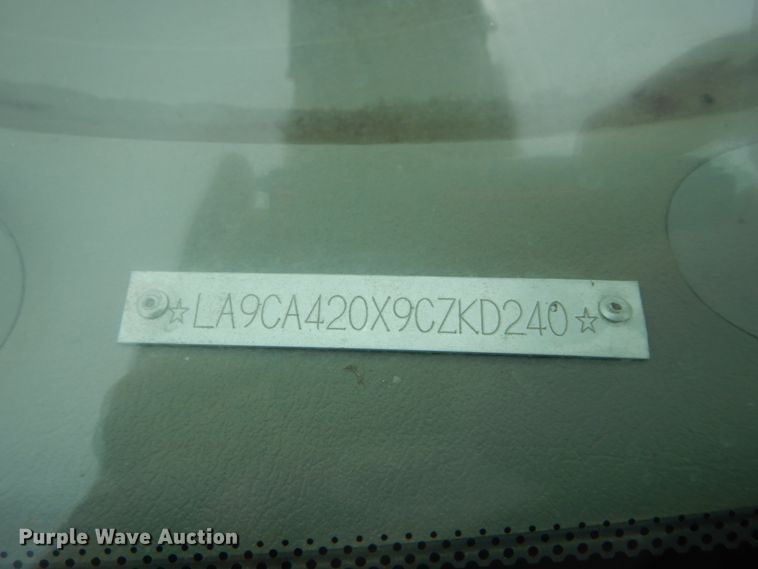 ☆LA9CA420X9CZKD240☆
Purple Wave Auction